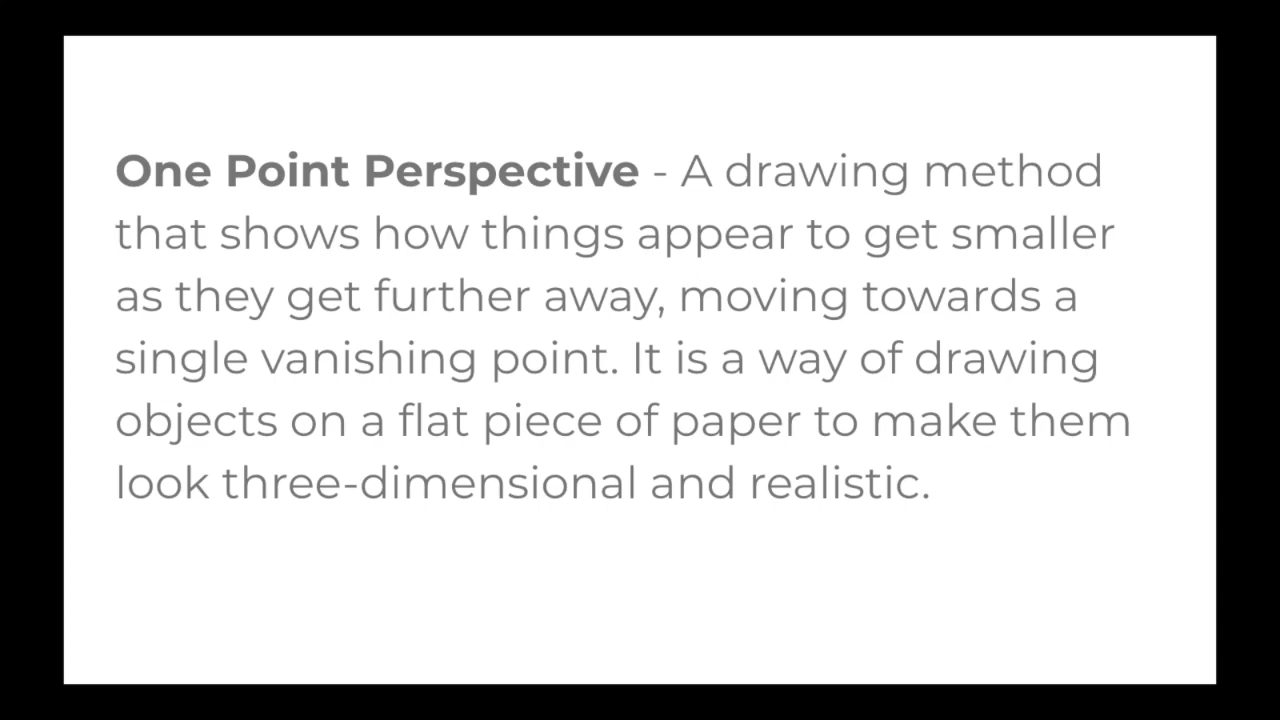 One Point Perspective - A drawing method
that shows how things appear to get smaller
as they get further away, moving towards a
single vanishing point. It is a way of drawing
objects on a flat piece of paper to make them
look three-dimensional and realistic.